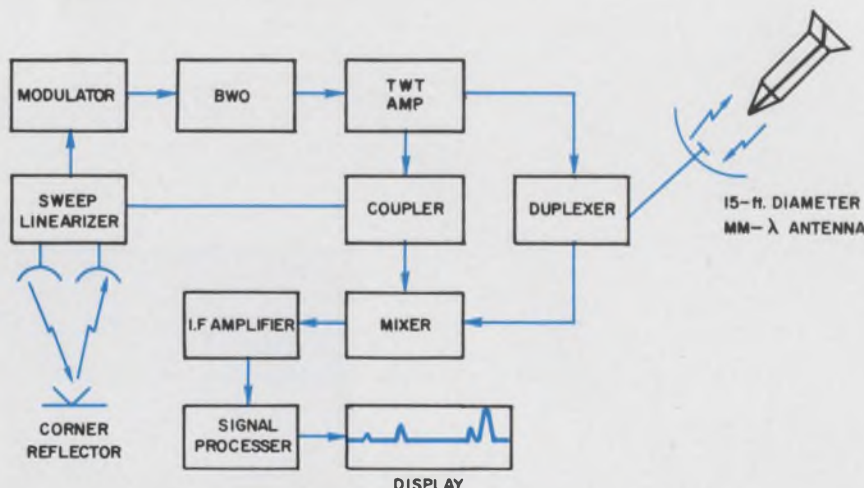 MODULATOR
BWO
TWT
AMP
SWEEP
LINEARIZER
COUPLER
DUPLEXER
15-ft. DIAMETER
MM-λ ANTENNA
I.F AMPLIFIER
MIXER
CORNER
REFLECTOR
SIGNAL
PROCESSER
DISPLAY